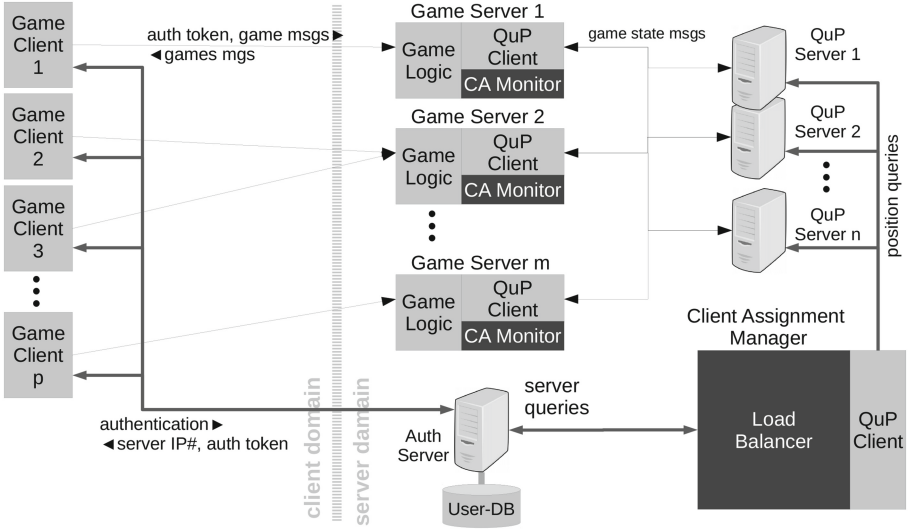 Game
Client
1
Game
Client
2
Game
Client
3
Game
Client
p
auth token, game msgs ►
◄ games mgs
authentication ►
◄ server IP#, auth token
client domain
server damain
Game Server 1
Game
Logic
QuP
Client
CA Monitor
Game Server 2
Game
Logic
QuP
Client
CA Monitor
Game Server m
Game
Logic
QuP
Client
CA Monitor
game state msgs
QuP
Server 1
QuP
Server 2
QuP
Server n
position queries
Client Assignment
Manager
Load
Balancer
QuP
Client
server
queries
Auth
Server
User-DB